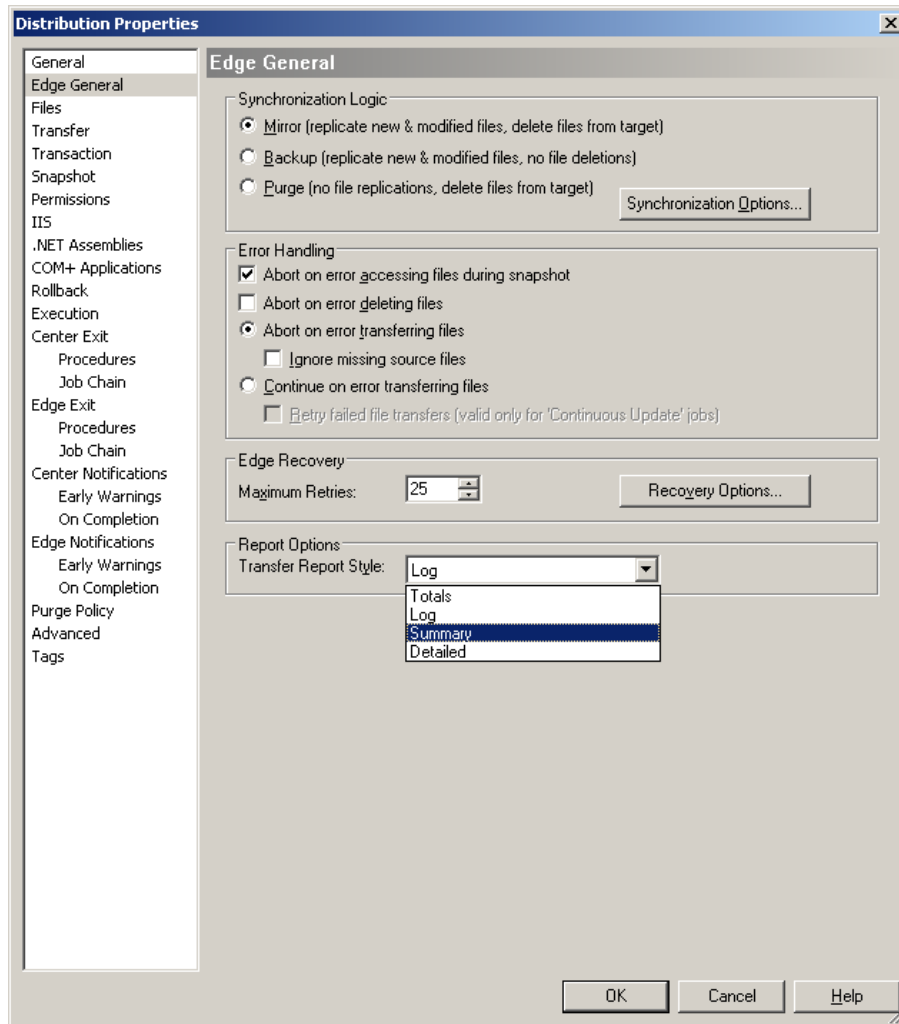 Distribution Properties
General
Edge General
Files
Transfer
Transaction
Snapshot
Permissions
IIS
.NET Assemblies
COM+ Applications
Rollback
Execution
Center Exit
Procedures
Job Chain
Edge Exit
Procedures
Job Chain
Center Notifications
Early Warnings
On Completion
Edge Notifications
Early Warnings
On Completion
Purge Policy
Advanced
Tags
Edge General
Synchronization Logic
Mirror (replicate new & modified files, delete files from target)
Backup (replicate new & modified files, no file deletions)
Purge (no file replications, delete files from target)
Synchronization Options...
Error Handling
Abort on error accessing files during snapshot
Abort on error deleting files
Abort on error transferring files
Ignore missing source files
Continue on error transferring files
Retry failed file transfers (valid only for 'Continuous Update' jobs)
Edge Recovery
Maximum Retries: 25 Recovery Options...
Report Options
Transfer Report Style: Log
Totals
Log
Summary
Detailed
OK Cancel Help